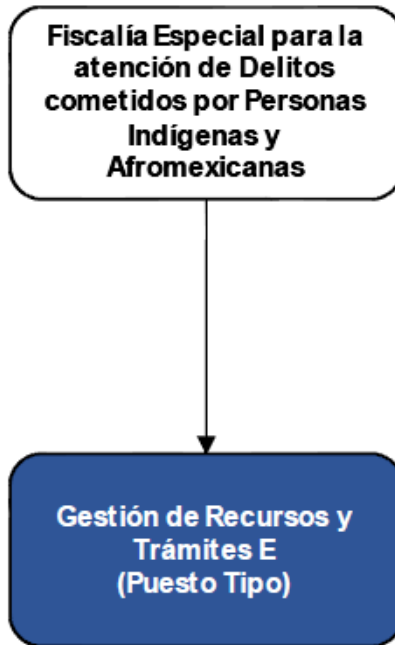 Fiscalía Especial para la
atención de Delitos
cometidos por Personas
Indígenas y
Afromexicanas
Gestión de Recursos y
Trámites E
(Puesto Tipo)